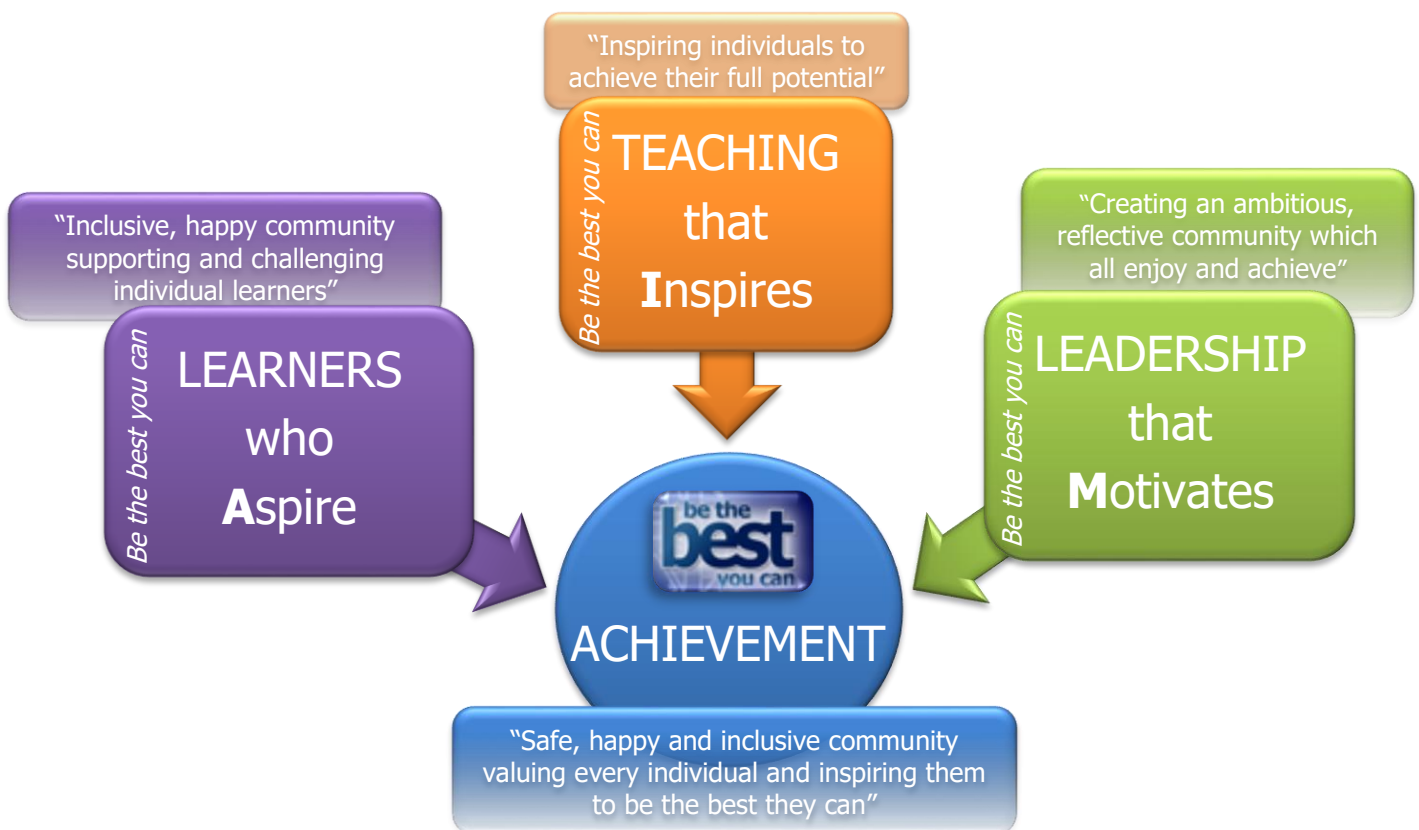 “Inspiring individuals to
achieve their full potential”
Be the best you can
TEACHING
that
Inspires
“Inclusive, happy community
supporting and challenging
individual learners”
Be the best you can
LEARNERS
who
Aspire
“Creating an ambitious,
reflective community which
all enjoy and achieve”
Be the best you can
LEADERSHIP
that
Motivates
be the
best
you can
ACHIEVEMENT
“Safe, happy and inclusive community
valuing every individual and inspiring them
to be the best they can”